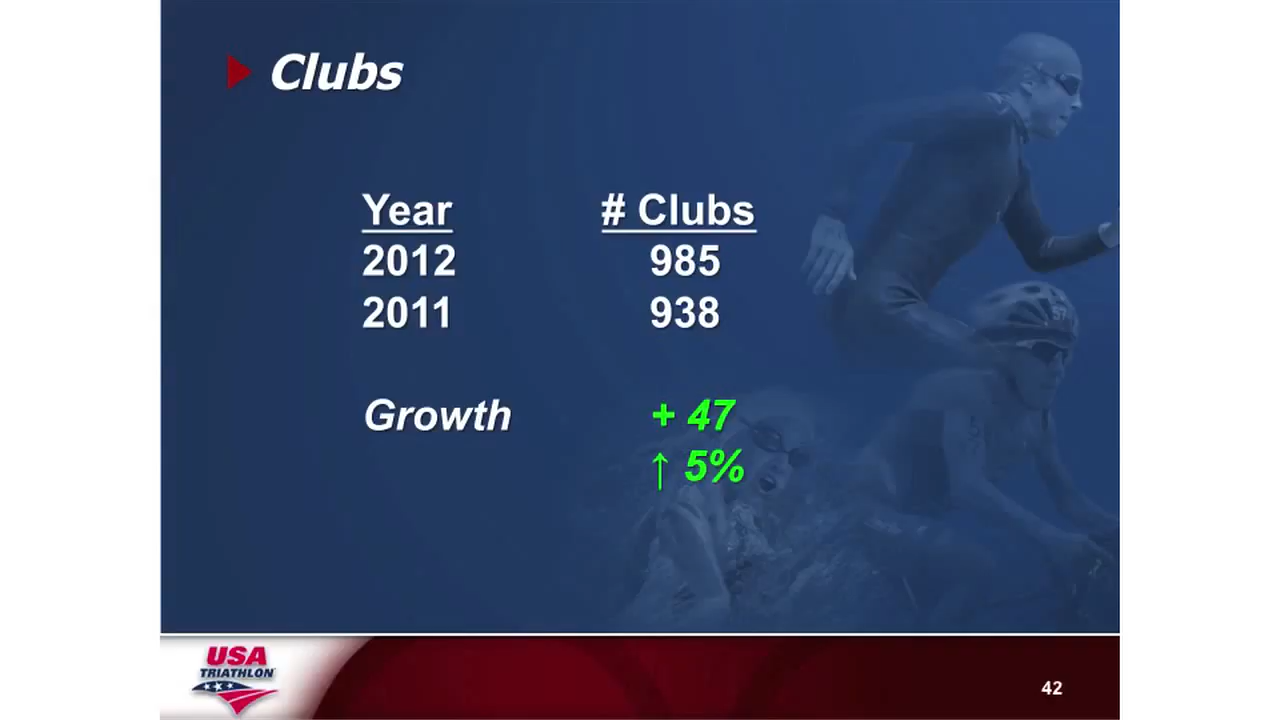 Clubs
Year # Clubs
2012 985
2011 938
Growth + 47
↑ 5%
USA
TRIATHLON
42